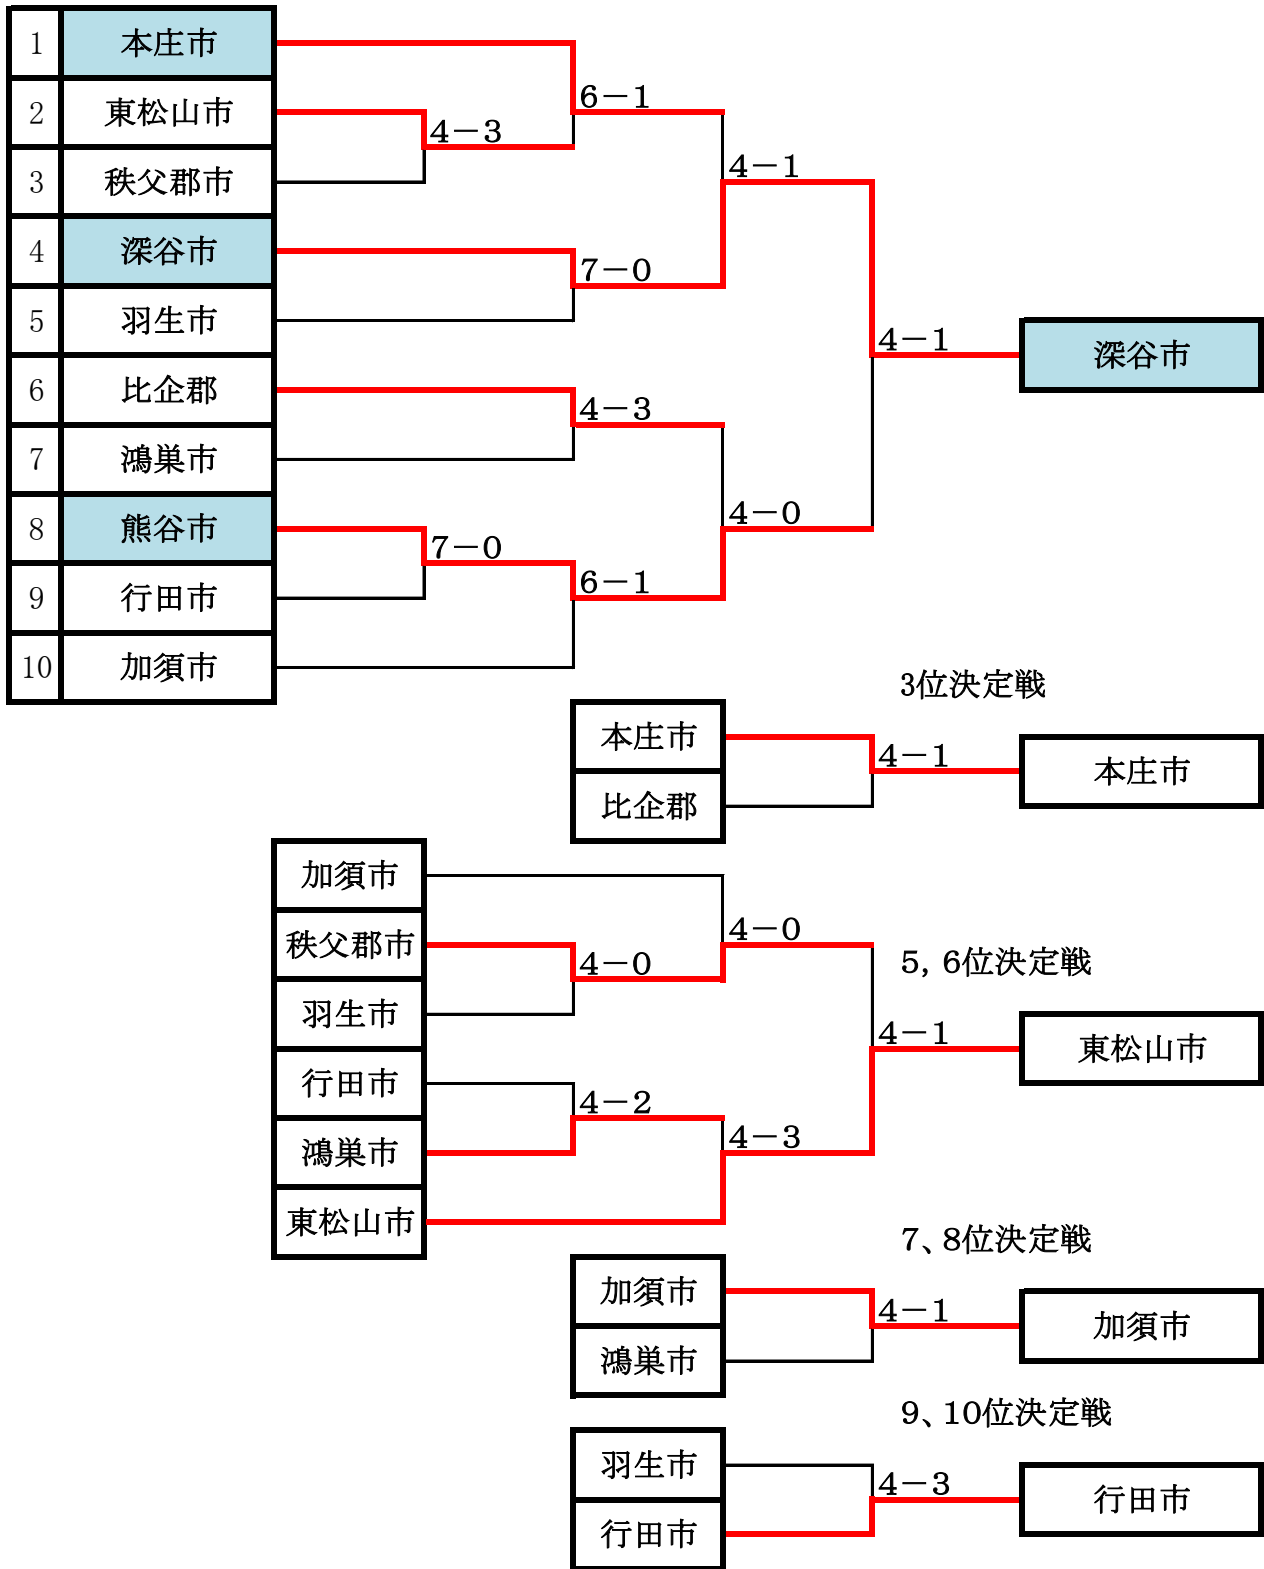 1 本庄市
6－1
2 東松山市
4－3
4－1
3 秩父郡市
4 深谷市
7－0
5 羽生市
4－1
深谷市
6 比企郡
4－3
7 鴻巣市
8 熊谷市
4－0
7－0
9 行田市
6－1
10 加須市
3位決定戦
本庄市
4－1
本庄市
比企郡
加須市
4－0
秩父郡市
5，6位決定戦
4－0
羽生市
4－1
東松山市
行田市
4－2
鴻巣市
4－3
東松山市
7、8位決定戦
加須市
4－1
加須市
鴻巣市
9、10位決定戦
羽生市
4－3
行田市
行田市